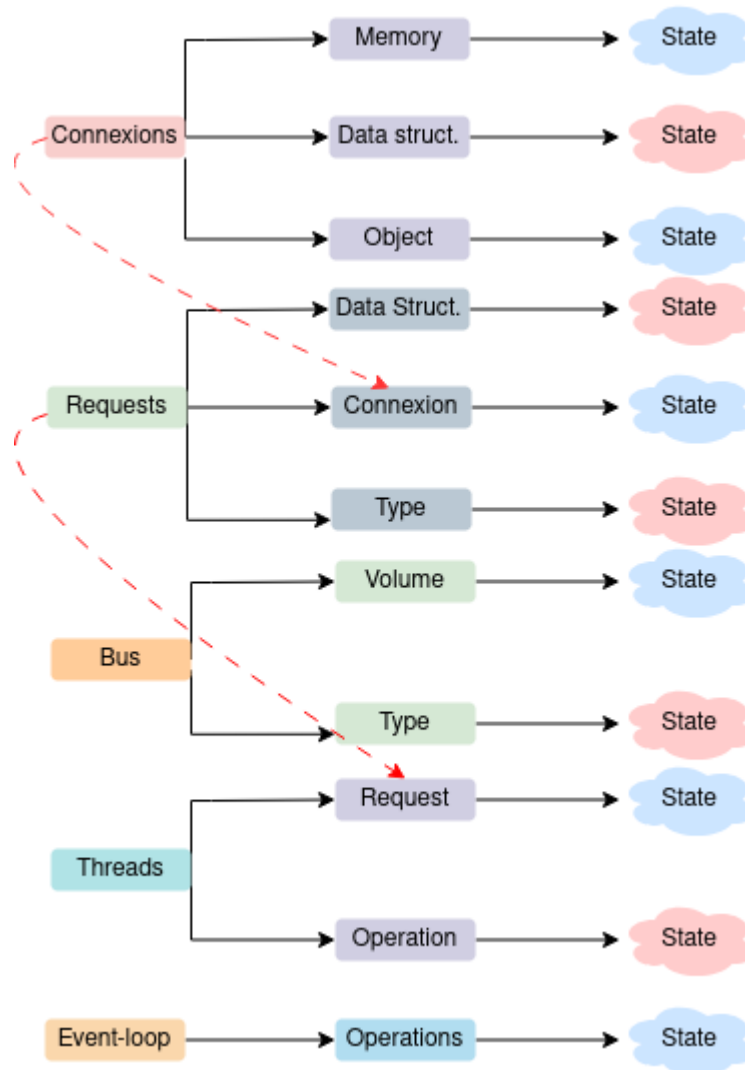 Memory
State
Connexions
Data struct.
State
Object
State
Data Struct.
State
Requests
Connexion
State
Type
State
Volume
State
Bus
Type
State
Request
State
Threads
Operation
State
Event-loop
Operations
State